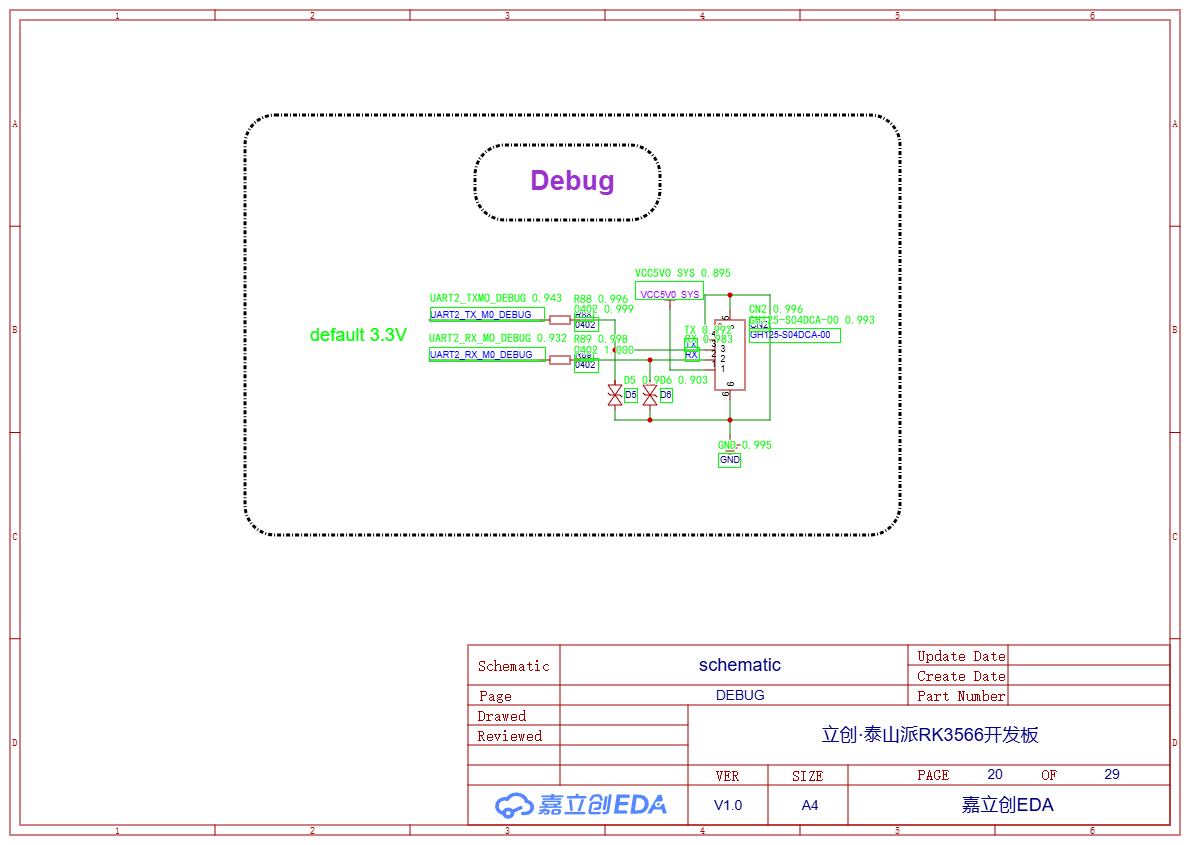 1 2 3 4 5 6
A A
Debug
VCC5V0 SYS 0.895
VCC5V0 SYS
UART2_TXM0_DEBUG 0.943
UART2_TX_M0_DEBUG
R88 0.996
0402 0.999
0402
CN2 0.996
GH125-S04DCA-00 0.993
CN2
GH125-S04DCA-00
B B
default 3.3V
UART2_RX_M0_DEBUG 0.932
UART2_RX_M0_DEBUG
R89 0.998
0402 1.000
0402
TX 0.992
RX 0.983
TX
RX
5
4
3
2
1
6
D5 0.9
D6 0.903
D5
D6
GND 0.995
GND
C C
Schematic schematic Update Date
Create Date
Page DEBUG Part Number
Drawed
Reviewed
立创·泰山派RK3566开发板
D D
VER SIZE PAGE 20 OF 29
嘉立创EDA V1.0 A4 嘉立创EDA
1 2 3 4 5 6